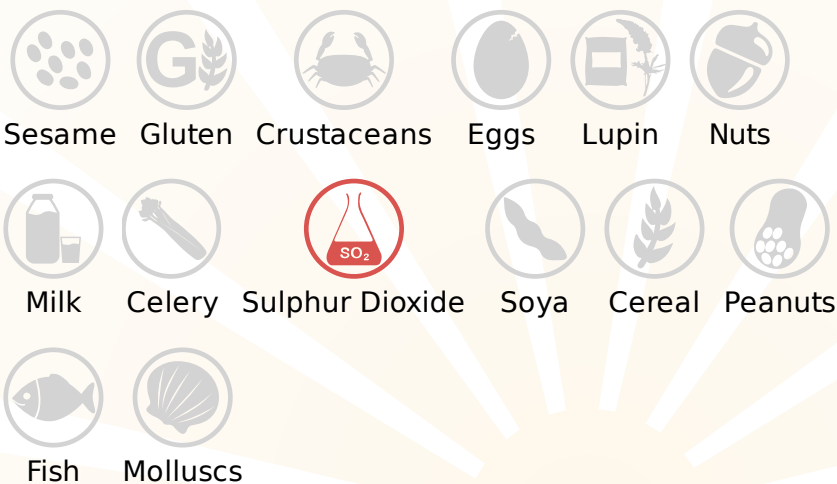 G
Sesame Gluten Crustaceans Eggs Lupin Nuts
SO₂
Milk Celery Sulphur Dioxide Soya Cereal Peanuts
Fish Molluscs